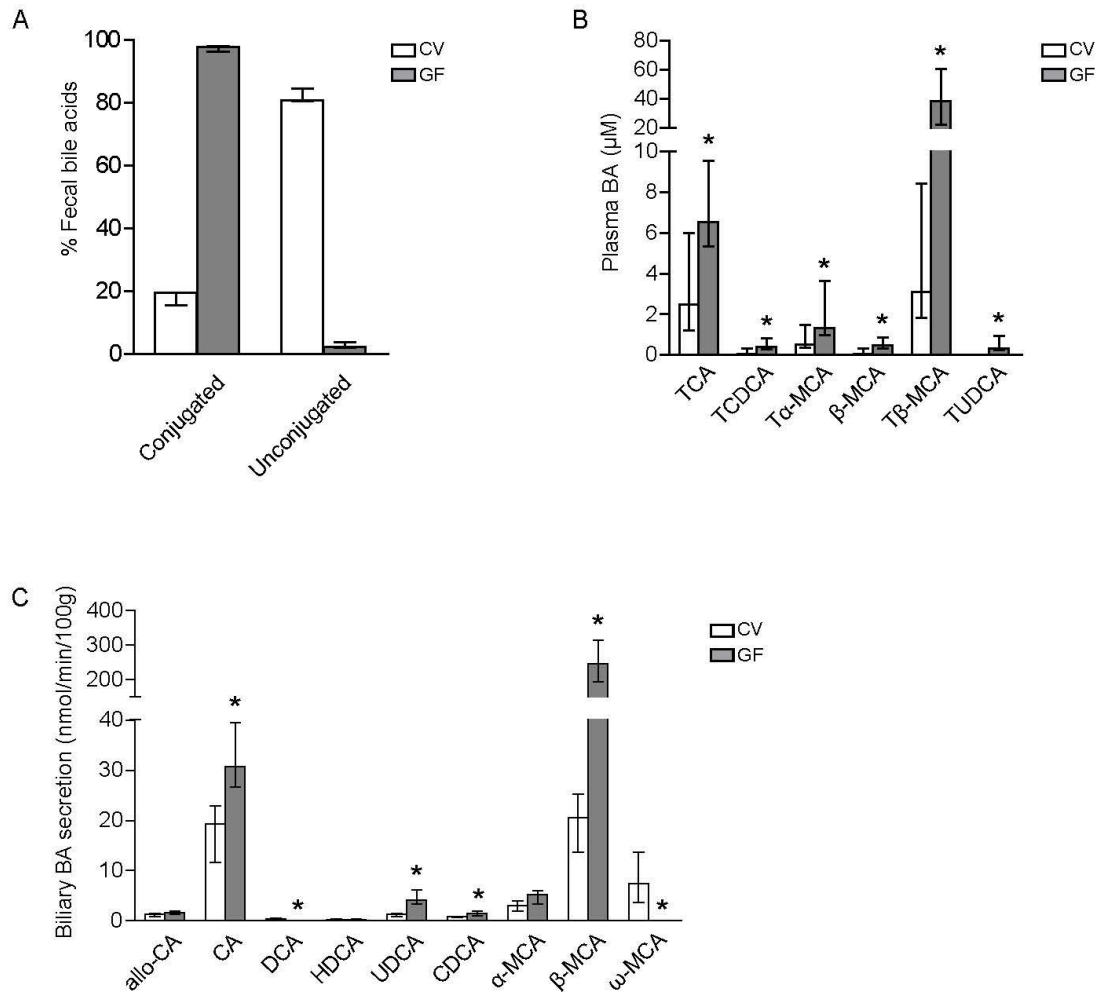 A
% Fecal bile acids
100
80
60
40
20
0
Conjugated
Unconjugated
CV
GF
B
Plasma BA (µM)
80
60
40
20
10
8
6
4
2
0
*
*
*
*
*
*
TCA
TCDCA
Tα-MCA
β-MCA
Tβ-MCA
TUDCA
CV
GF
C
Biliary BA secretion (nmol/min/100g)
400
300
200
40
30
20
10
0
*
*
*
*
*
*
allo-CA
CA
DCA
HDCA
UDCA
CDCA
α-MCA
β-MCA
ω-MCA
CV
GF